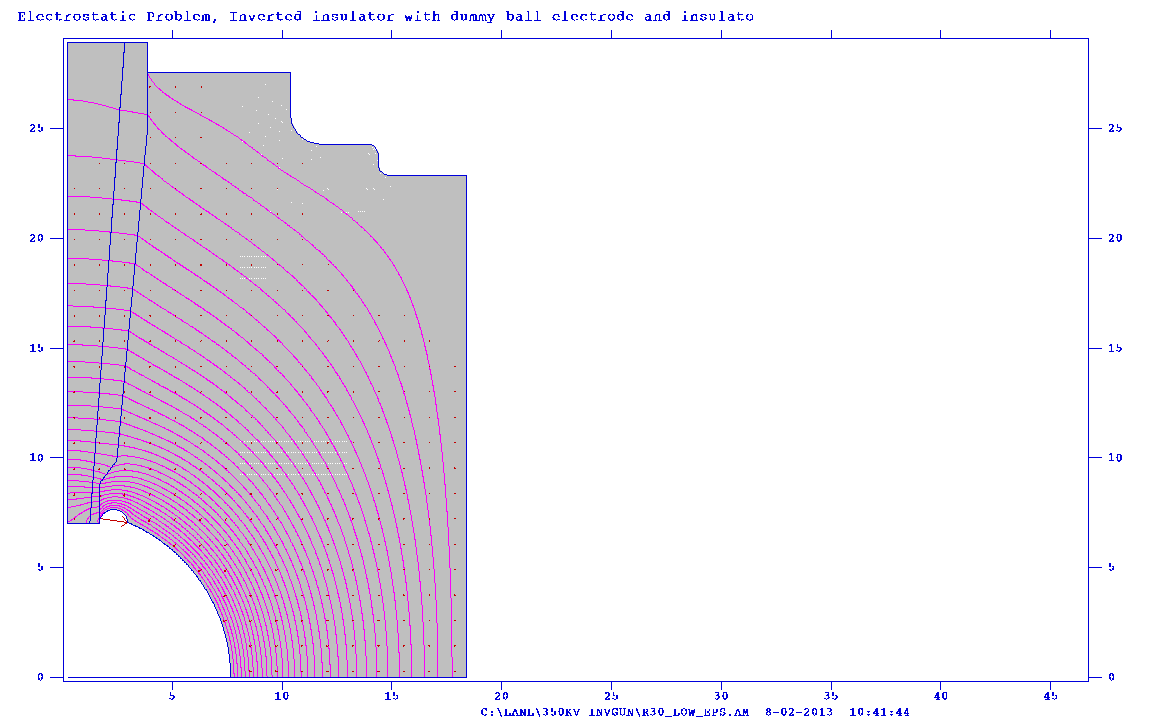 Electrostatic Problem, Inverted insulator with dummy ball electrode and insulato
25 25
20 20
15 15
10 10
5 5
0 0
5 10 15 20 25 30 35 40 45
C:\LANL\350KV INVGUN\R30_LOW_EPS.AM 8-02-2013 10:41:44